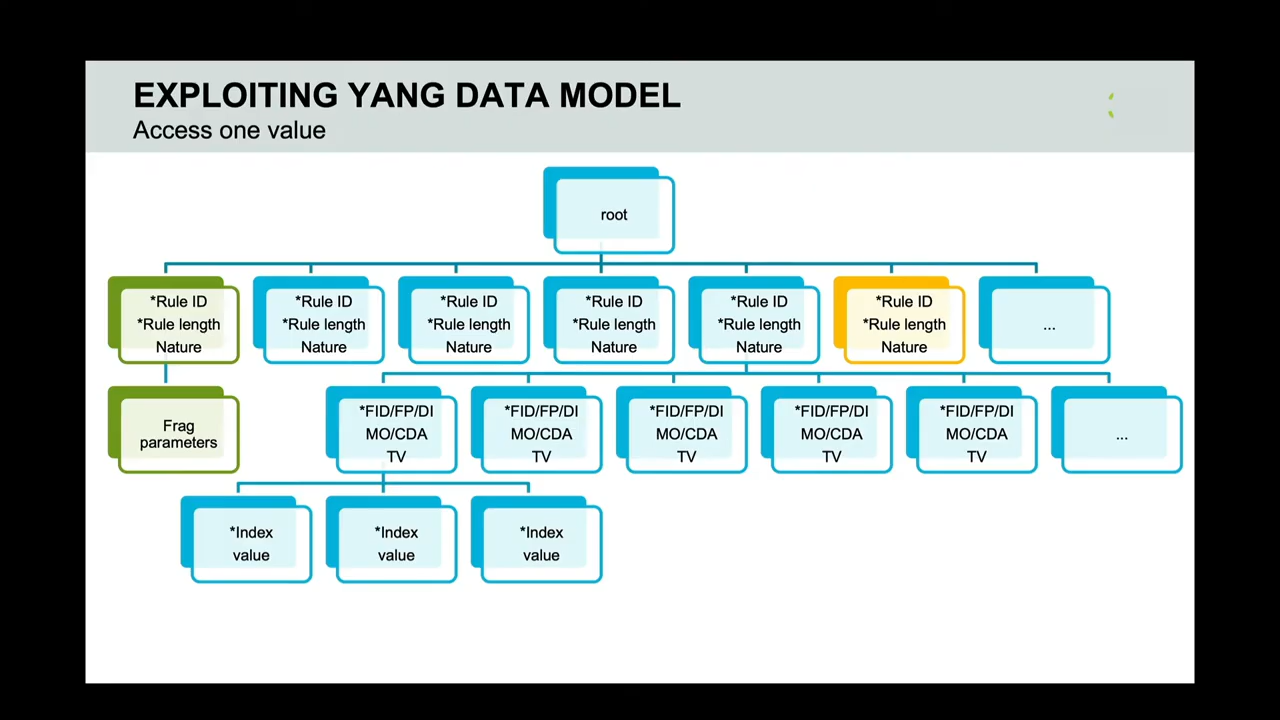 EXPLOITING YANG DATA MODEL
Access one value
root
*Rule ID
*Rule length
Nature
*Rule ID
*Rule length
Nature
*Rule ID
*Rule length
Nature
*Rule ID
*Rule length
Nature
*Rule ID
*Rule length
Nature
*Rule ID
*Rule length
Nature
...
Frag
parameters
*FID/FP/DI
MO/CDA
TV
*FID/FP/DI
MO/CDA
TV
*FID/FP/DI
MO/CDA
TV
*FID/FP/DI
MO/CDA
TV
*FID/FP/DI
MO/CDA
TV
...
*Index
value
*Index
value
*Index
value